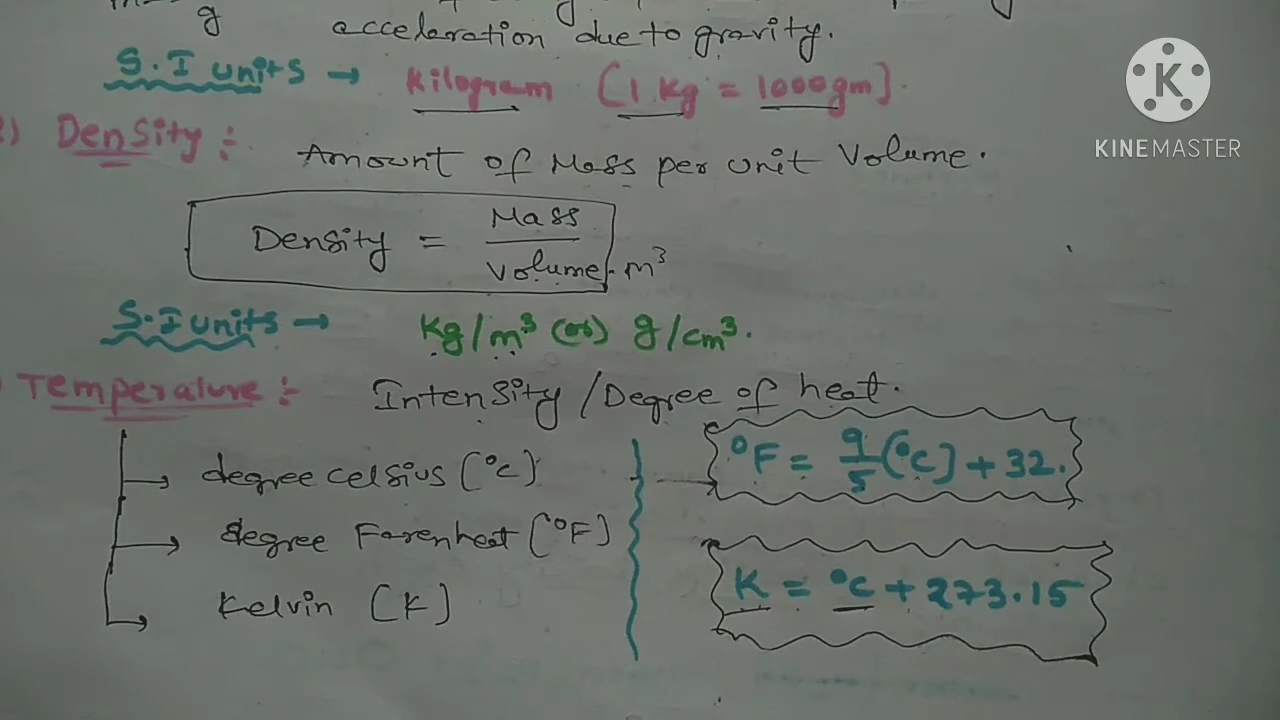 g acceleration due to gravity.
S.I units → Kilogram (1 Kg = 1000gm).
K
KINEMASTER
Density :- Amount of Mass per unit Volume.
Density = Mass / Volume. m³
S.I units → Kg/m³ (or) g/cm³.
Temperature :- Intensity /Degree of heat.
degree celsius (°C)
°F = 9/5 (°C) + 32.
degree Farenheat (°F)
Kelvin (K)
K = °C + 273.15